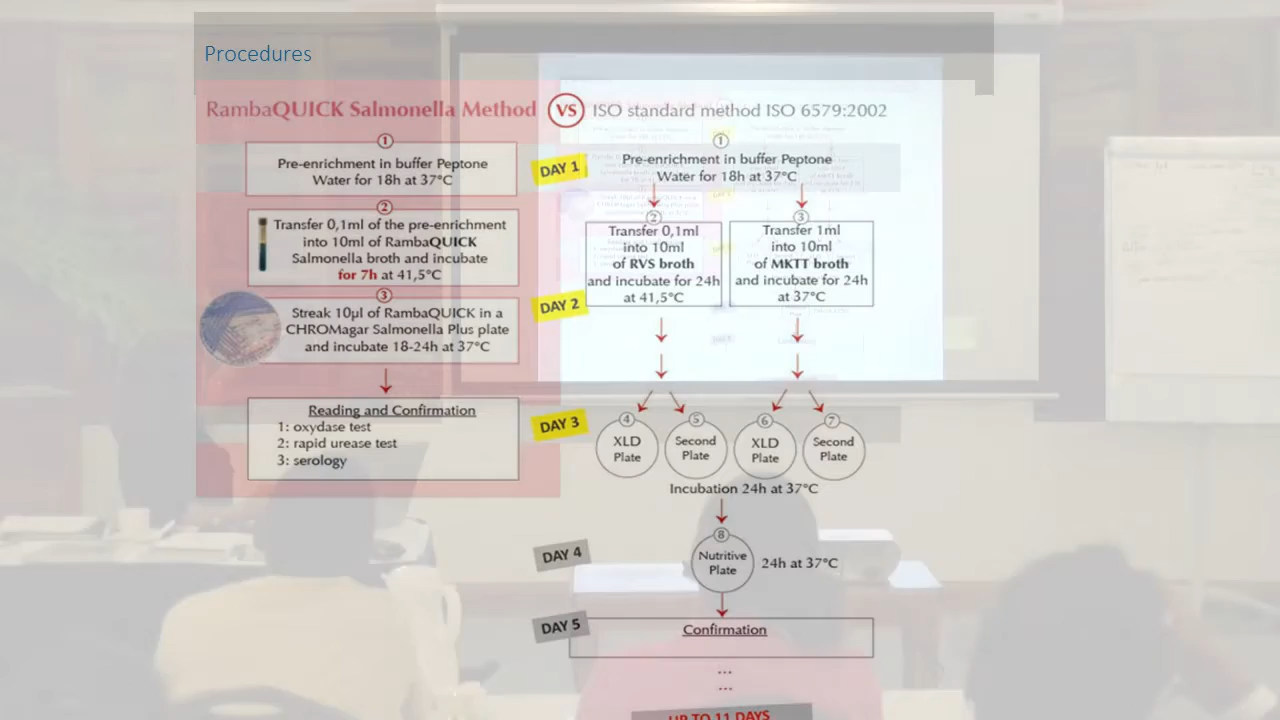 Procedures
RambaQUICK Salmonella Method
VS
ISO standard method ISO 6579:2002
1
Pre-enrichment in buffer Peptone
Water for 18h at 37°C
2
Transfer 0,1ml of the pre-enrichment
into 10ml of RambaQUICK
Salmonella broth and incubate
for 7h at 41,5°C
3
Streak 10µl of RambaQUICK in a
CHROMagar Salmonella Plus plate
and incubate 18-24h at 37°C
Reading and Confirmation
1: oxydase test
2: rapid urease test
3: serology
DAY 1
DAY 2
DAY 3
DAY 4
DAY 5
1
Pre-enrichment in buffer Peptone
Water for 18h at 37°C
2
Transfer 0,1ml
into 10ml
of RVS broth
and incubate for 24h
at 41,5°C
3
Transfer 1ml
into 10ml
of MKTT broth
and incubate for 24h
at 37°C
4
XLD
Plate
5
Second
Plate
6
XLD
Plate
7
Second
Plate
Incubation 24h at 37°C
8
Nutritive
Plate
24h at 37°C
Confirmation
...
...
UP TO 11 DAYS